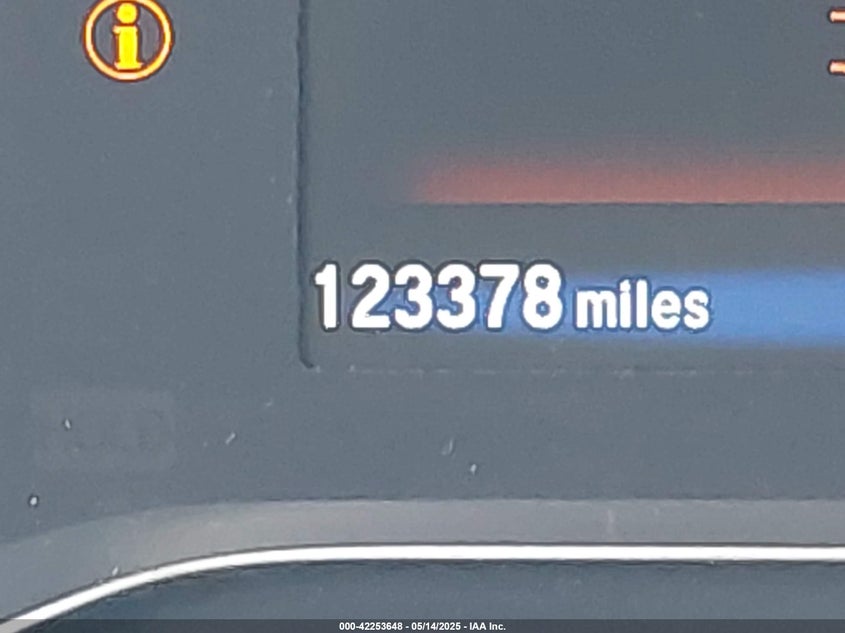 i
123378 miles
000-42253648 - 05/14/2025 - IAA Inc.